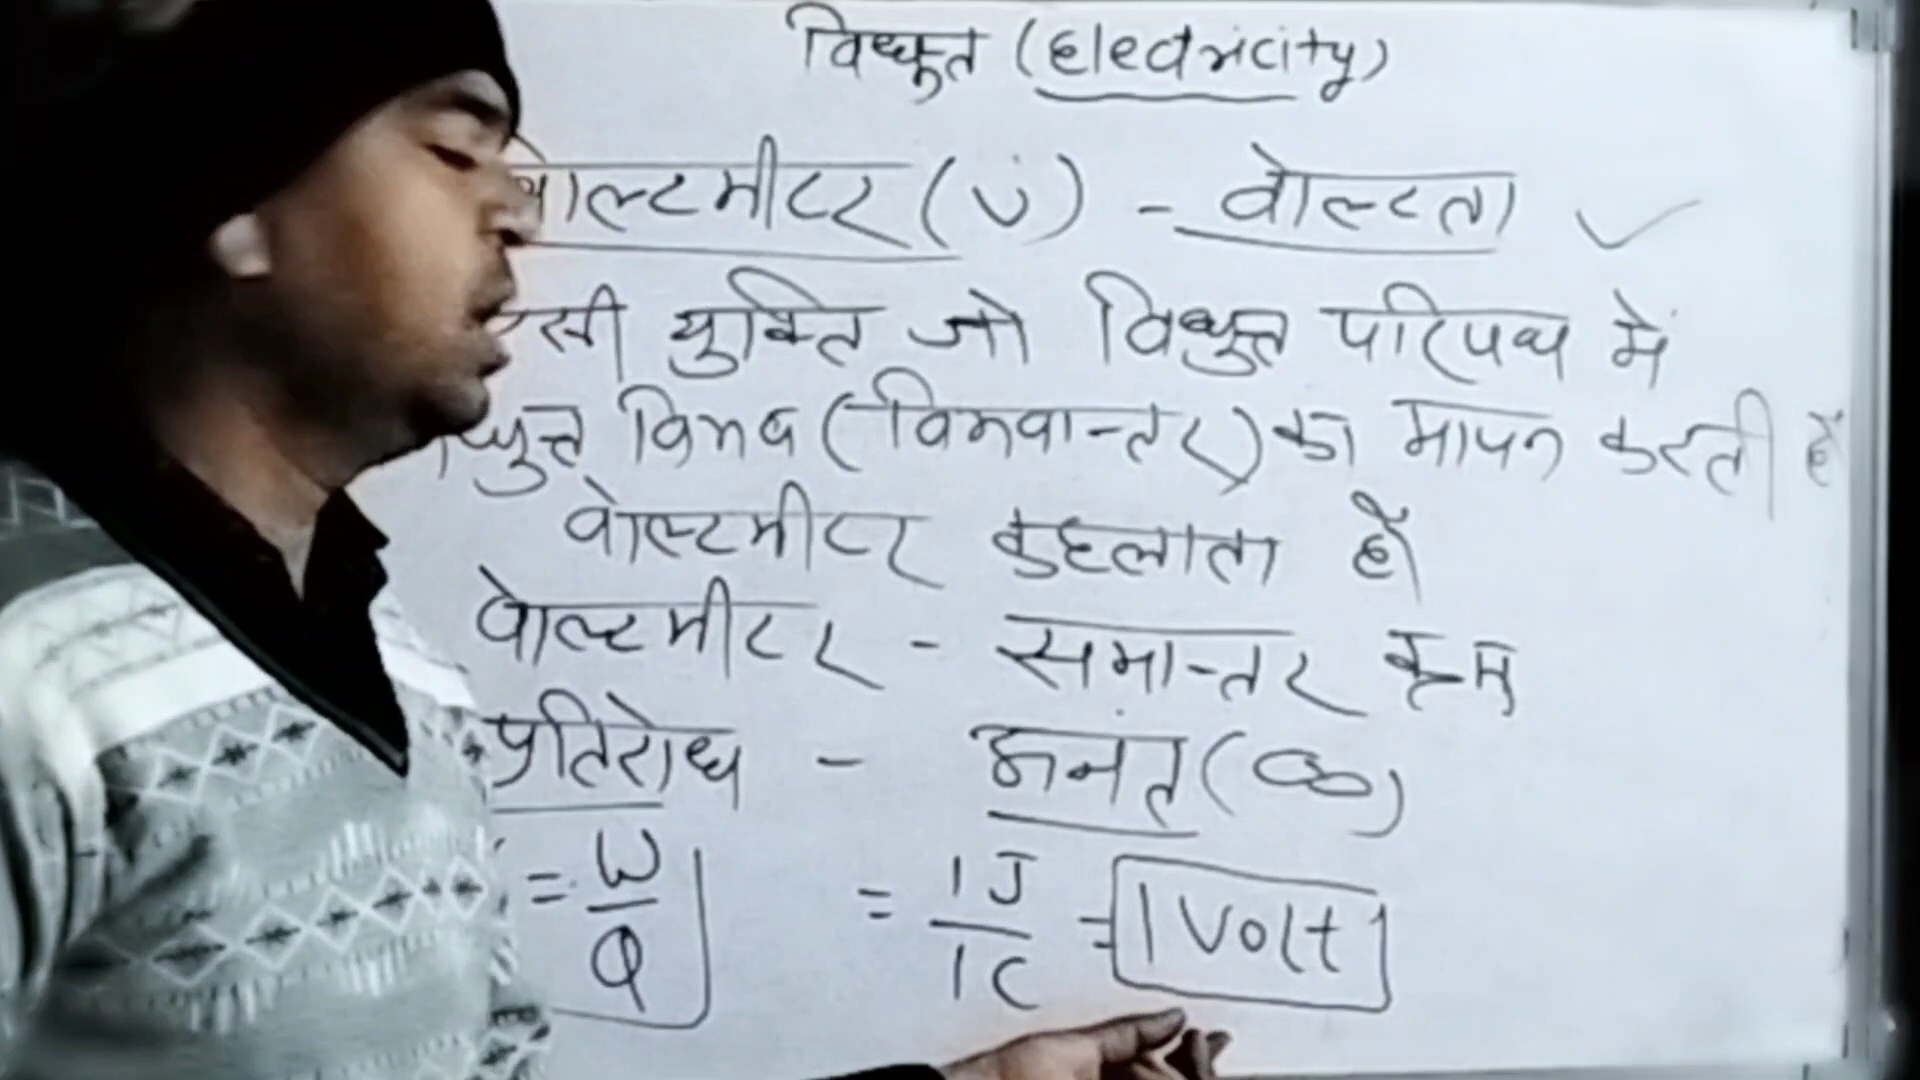 विधुत (Electricity)
वोल्टमीटर (V) - वोल्टता ✓
ऐसी युक्ति जो विधुत परिपथ में
विधुत विभव (विभवान्तर) का मापन करती है
वोल्टमीटर कहलाता है
वोल्टमीटर - समान्तर क्रम
प्रतिरोध - अनंत (∞)
= W/Q = 1J/1C = 1 Volt